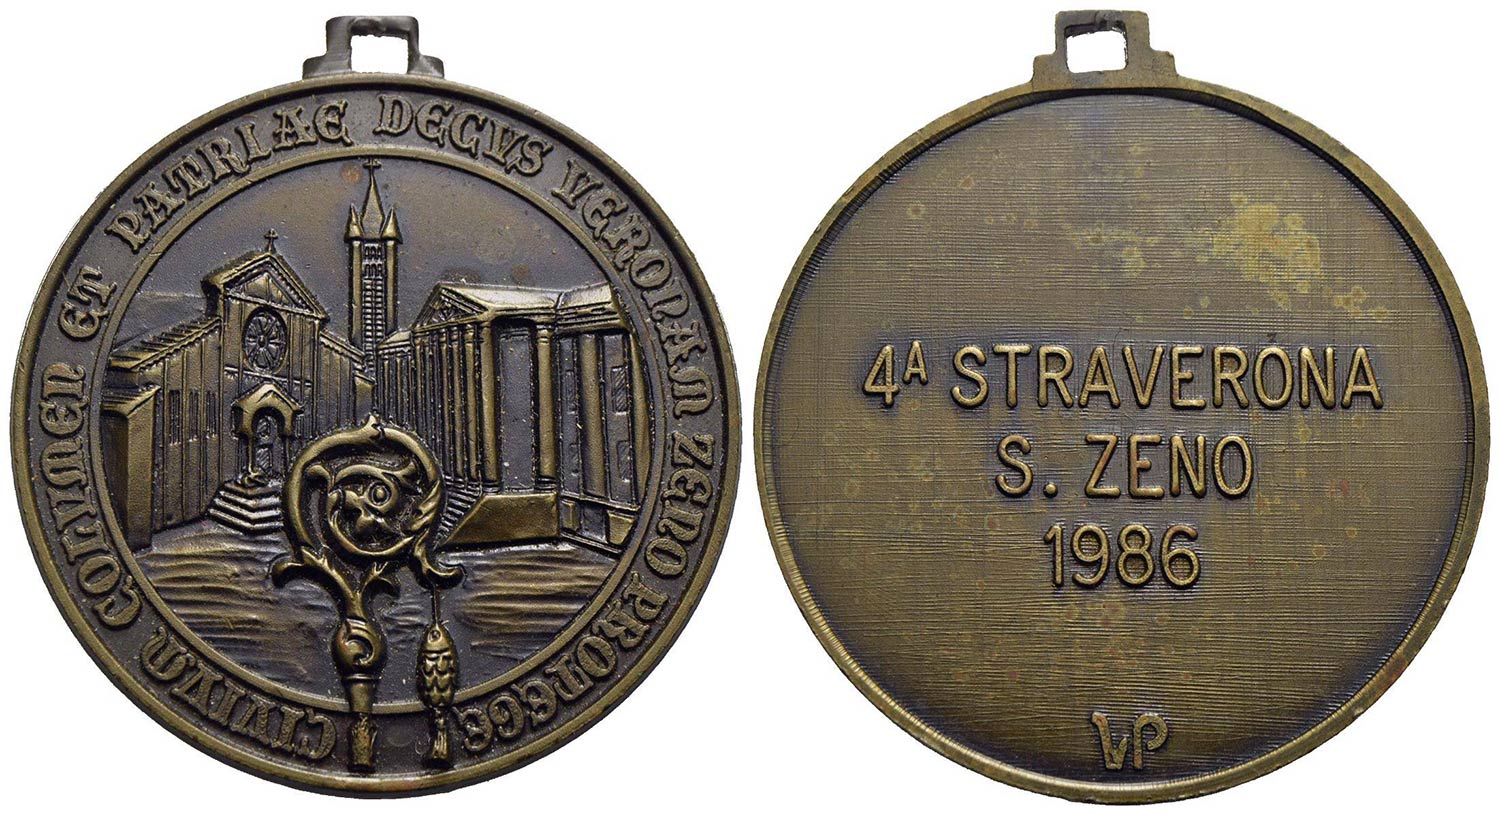 CIVIVM COLVMEN ET PATRIAE DECVS VERONAM ZENO PROTEGE
4A STRAVERONA
S. ZENO
1986
VP